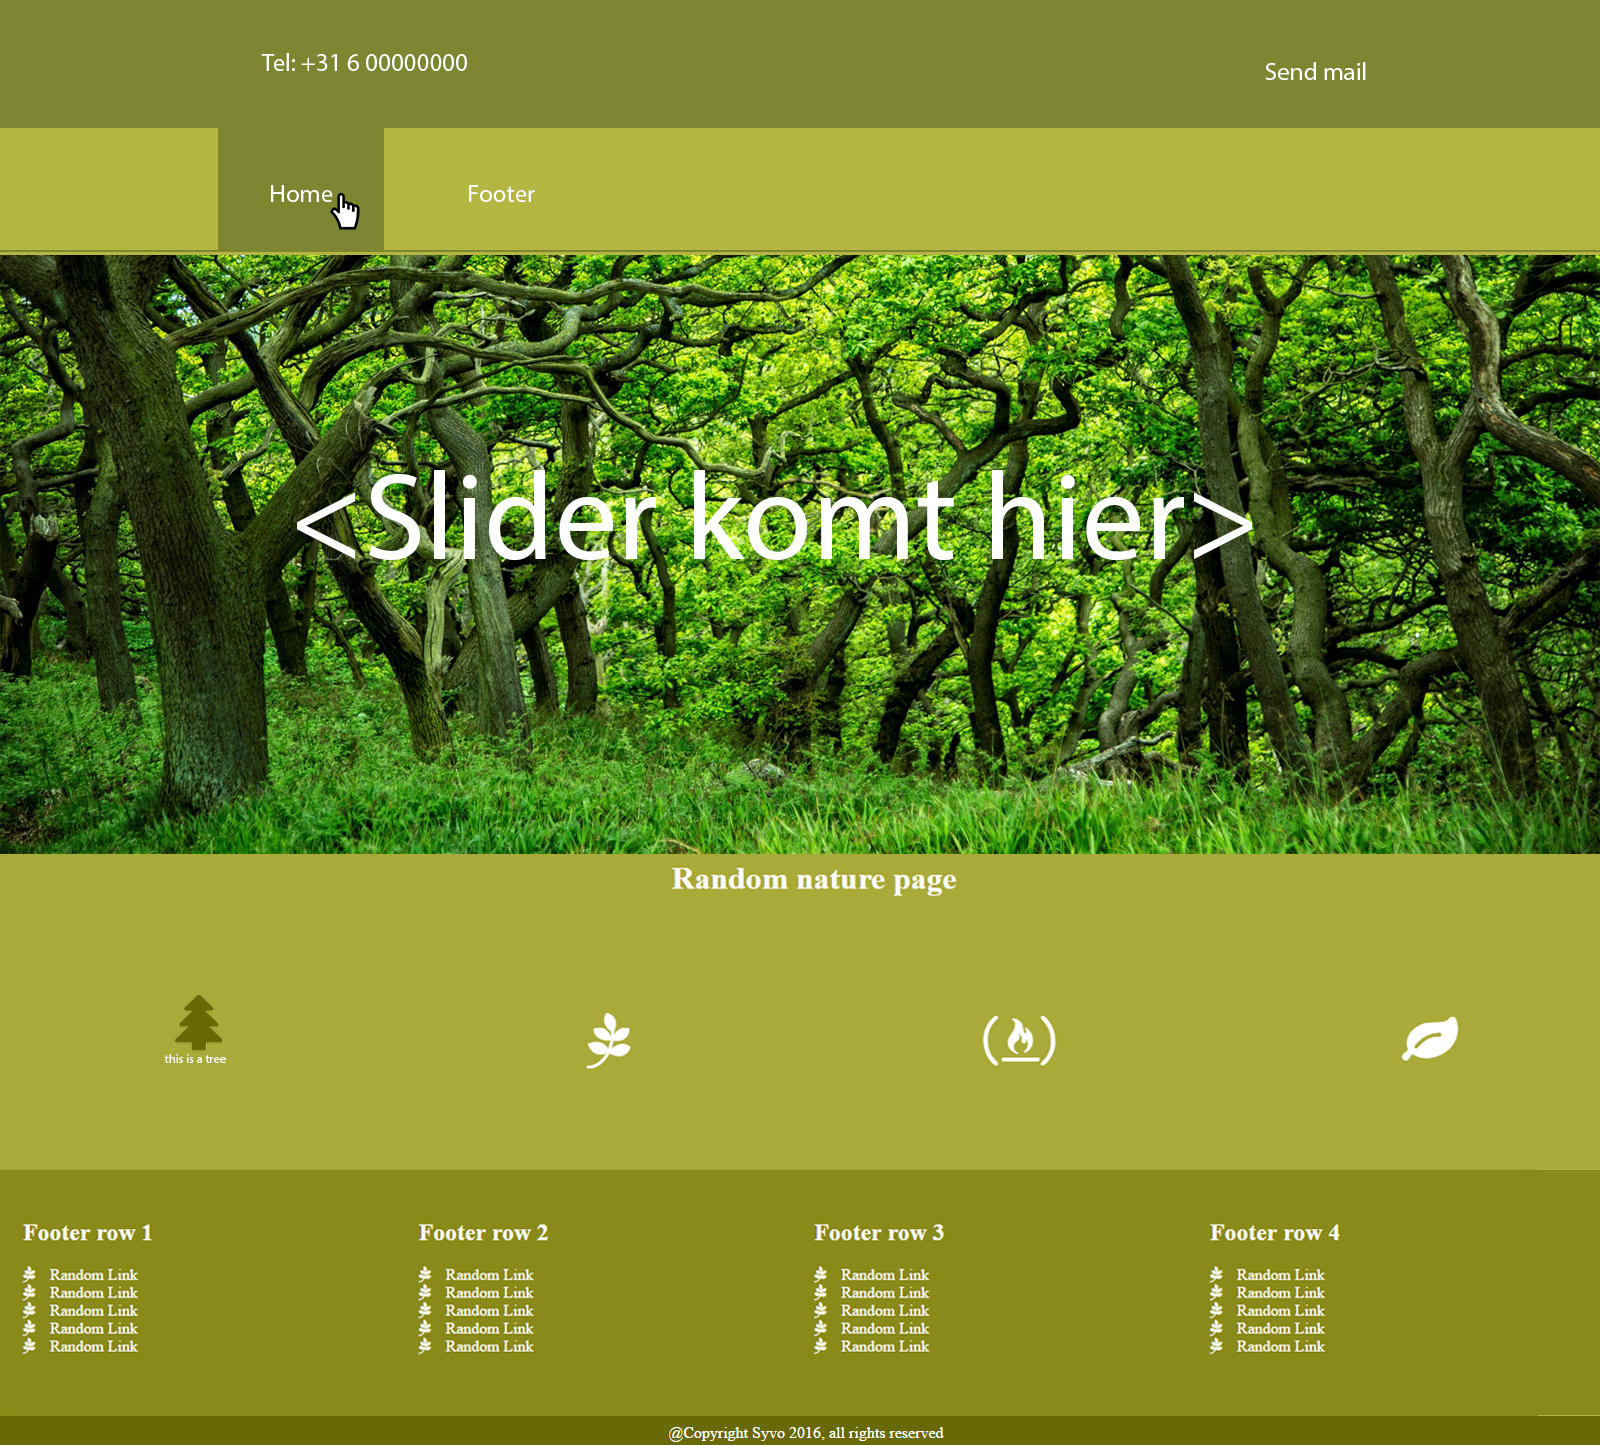 Tel: +31 6 00000000
Send mail
Home
Footer
<Slider komt hier>
Random nature page
this is a tree
Footer row 1
Random Link
Random Link
Random Link
Random Link
Random Link
Footer row 2
Random Link
Random Link
Random Link
Random Link
Random Link
Footer row 3
Random Link
Random Link
Random Link
Random Link
Random Link
Footer row 4
Random Link
Random Link
Random Link
Random Link
Random Link
@Copyright Syvo 2016, all rights reserved